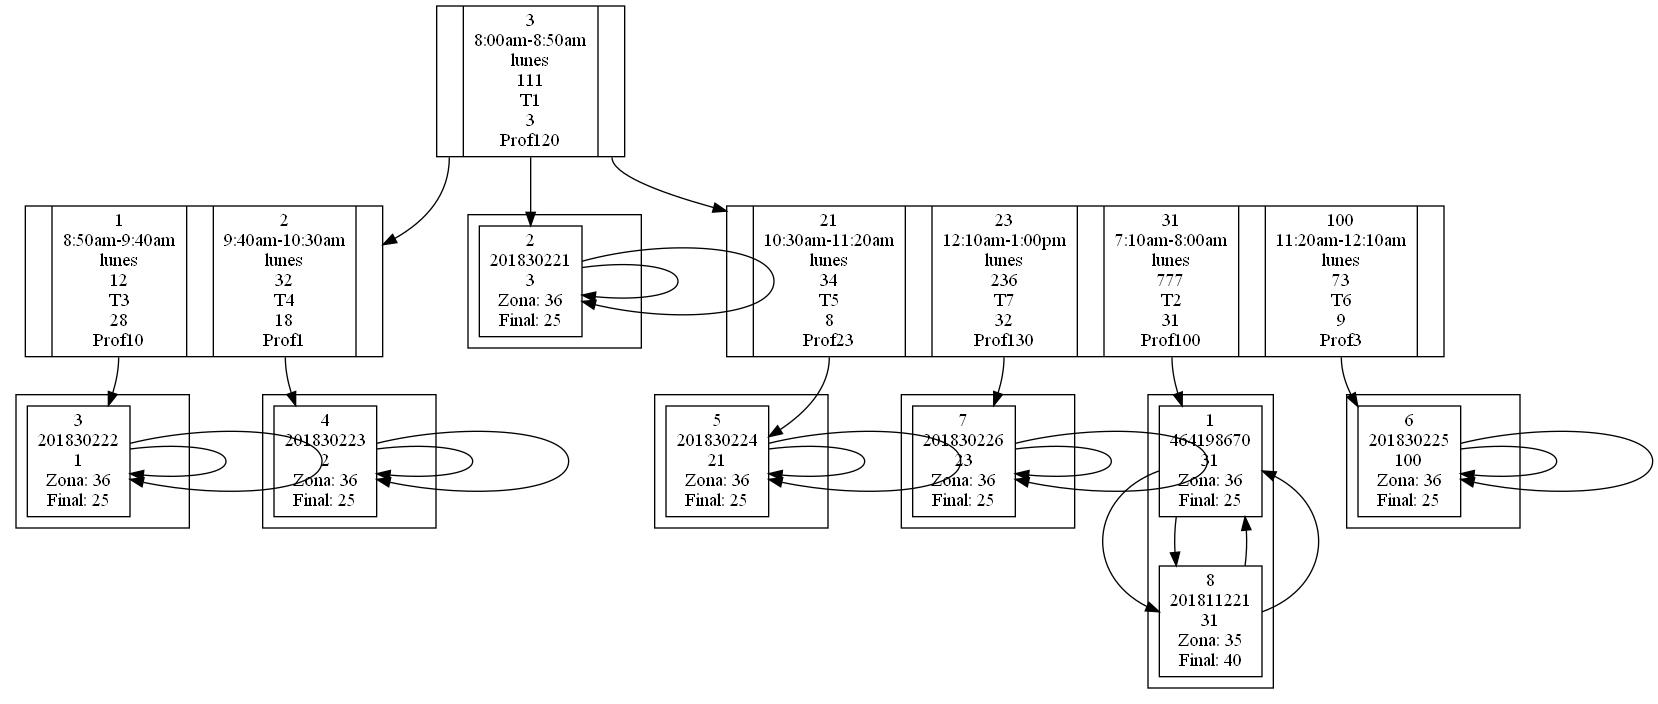 3
8:00am-8:50am
lunes
111
T1
3
Prof120
1
8:50am-9:40am
lunes
12
T3
28
Prof10
2
9:40am-10:30am
lunes
32
T4
18
Prof1
2
201830221
3
Zona: 36
Final: 25
21
10:30am-11:20am
lunes
34
T5
8
Prof23
23
12:10am-1:00pm
lunes
236
T7
32
Prof130
31
7:10am-8:00am
lunes
777
T2
31
Prof100
100
11:20am-12:10am
lunes
73
T6
9
Prof3
3
201830222
1
Zona: 36
Final: 25
4
201830223
2
Zona: 36
Final: 25
5
201830224
21
Zona: 36
Final: 25
7
201830226
23
Zona: 36
Final: 25
1
464198670
31
Zona: 36
Final: 25
6
201830225
100
Zona: 36
Final: 25
8
201811221
31
Zona: 35
Final: 40